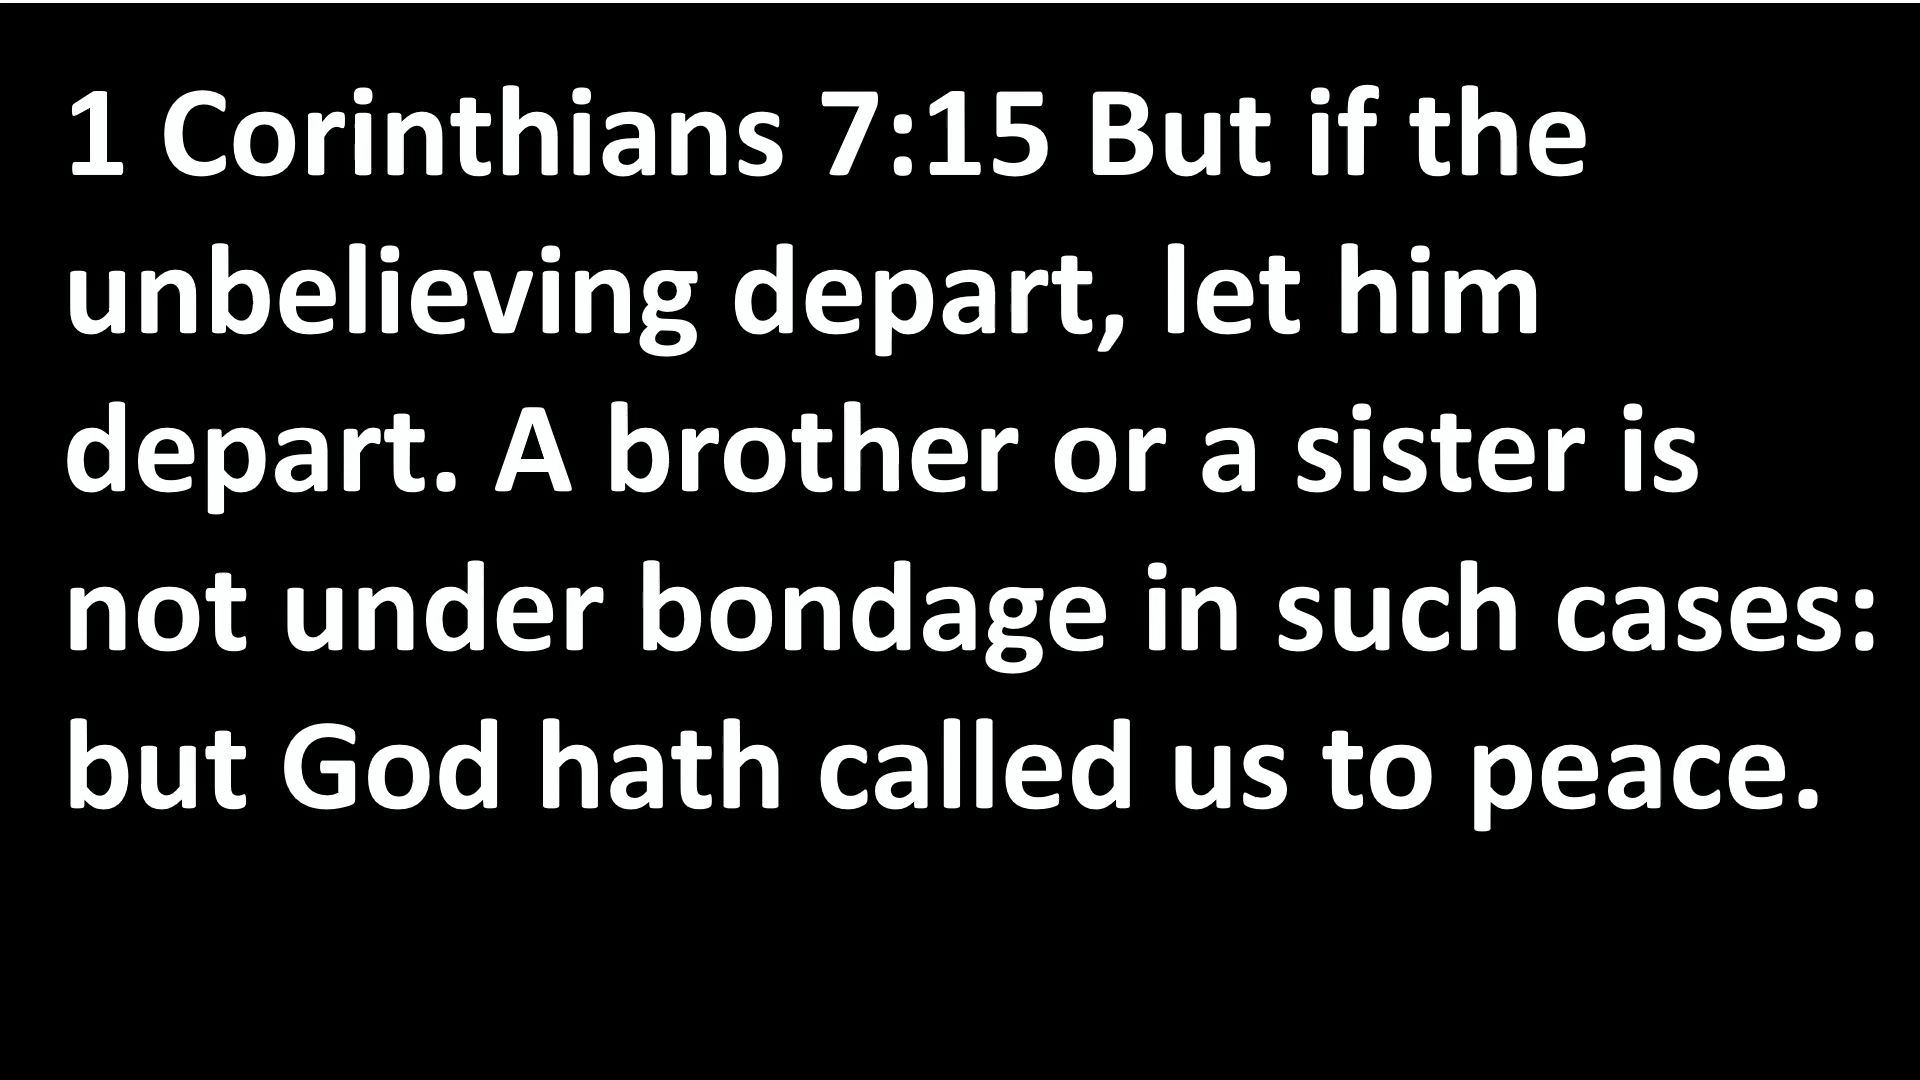 1 Corinthians 7:15 But if the
unbelieving depart, let him
depart. A brother or a sister is
not under bondage in such cases:
but God hath called us to peace.